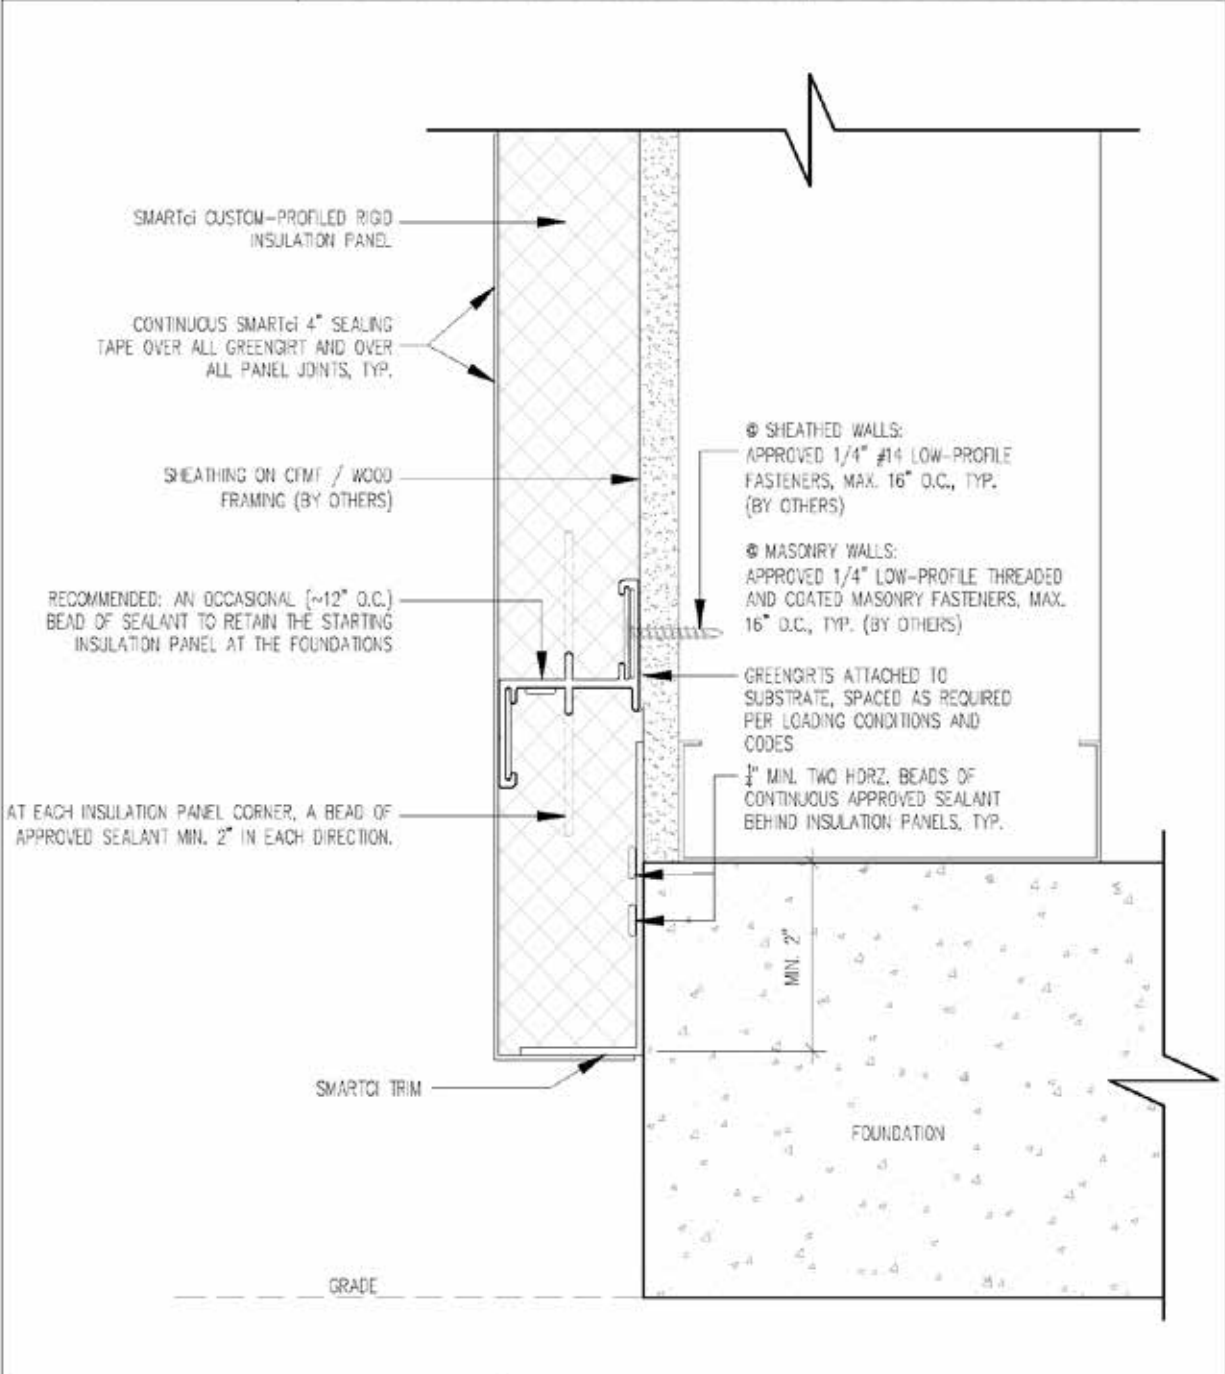 SMARTci CUSTOM-PROFILED RIGID
INSULATION PANEL
CONTINUOUS SMARTci 4" SEALING
TAPE OVER ALL GREENGIRT AND OVER
ALL PANEL JOINTS, TYP.
SHEATHING ON CFMF / WOOD
FRAMING (BY OTHERS)
RECOMMENDED: AN OCCASIONAL (~12" O.C.)
BEAD OF SEALANT TO RETAIN THE STARTING
INSULATION PANEL AT THE FOUNDATIONS
AT EACH INSULATION PANEL CORNER, A BEAD OF
APPROVED SEALANT MIN. 2" IN EACH DIRECTION.
SMARTCI TRIM
GRADE
@ SHEATHED WALLS:
APPROVED 1/4" #14 LOW-PROFILE
FASTENERS, MAX. 16" O.C., TYP.
(BY OTHERS)
@ MASONRY WALLS:
APPROVED 1/4" LOW-PROFILE THREADED
AND COATED MASONRY FASTENERS, MAX.
16" O.C., TYP. (BY OTHERS)
GREENGIRTS ATTACHED TO
SUBSTRATE, SPACED AS REQUIRED
PER LOADING CONDITIONS AND
CODES
MIN. TWO HORZ. BEADS OF
CONTINUOUS APPROVED SEALANT
BEHIND INSULATION PANELS, TYP.
MIN. 2"
FOUNDATION